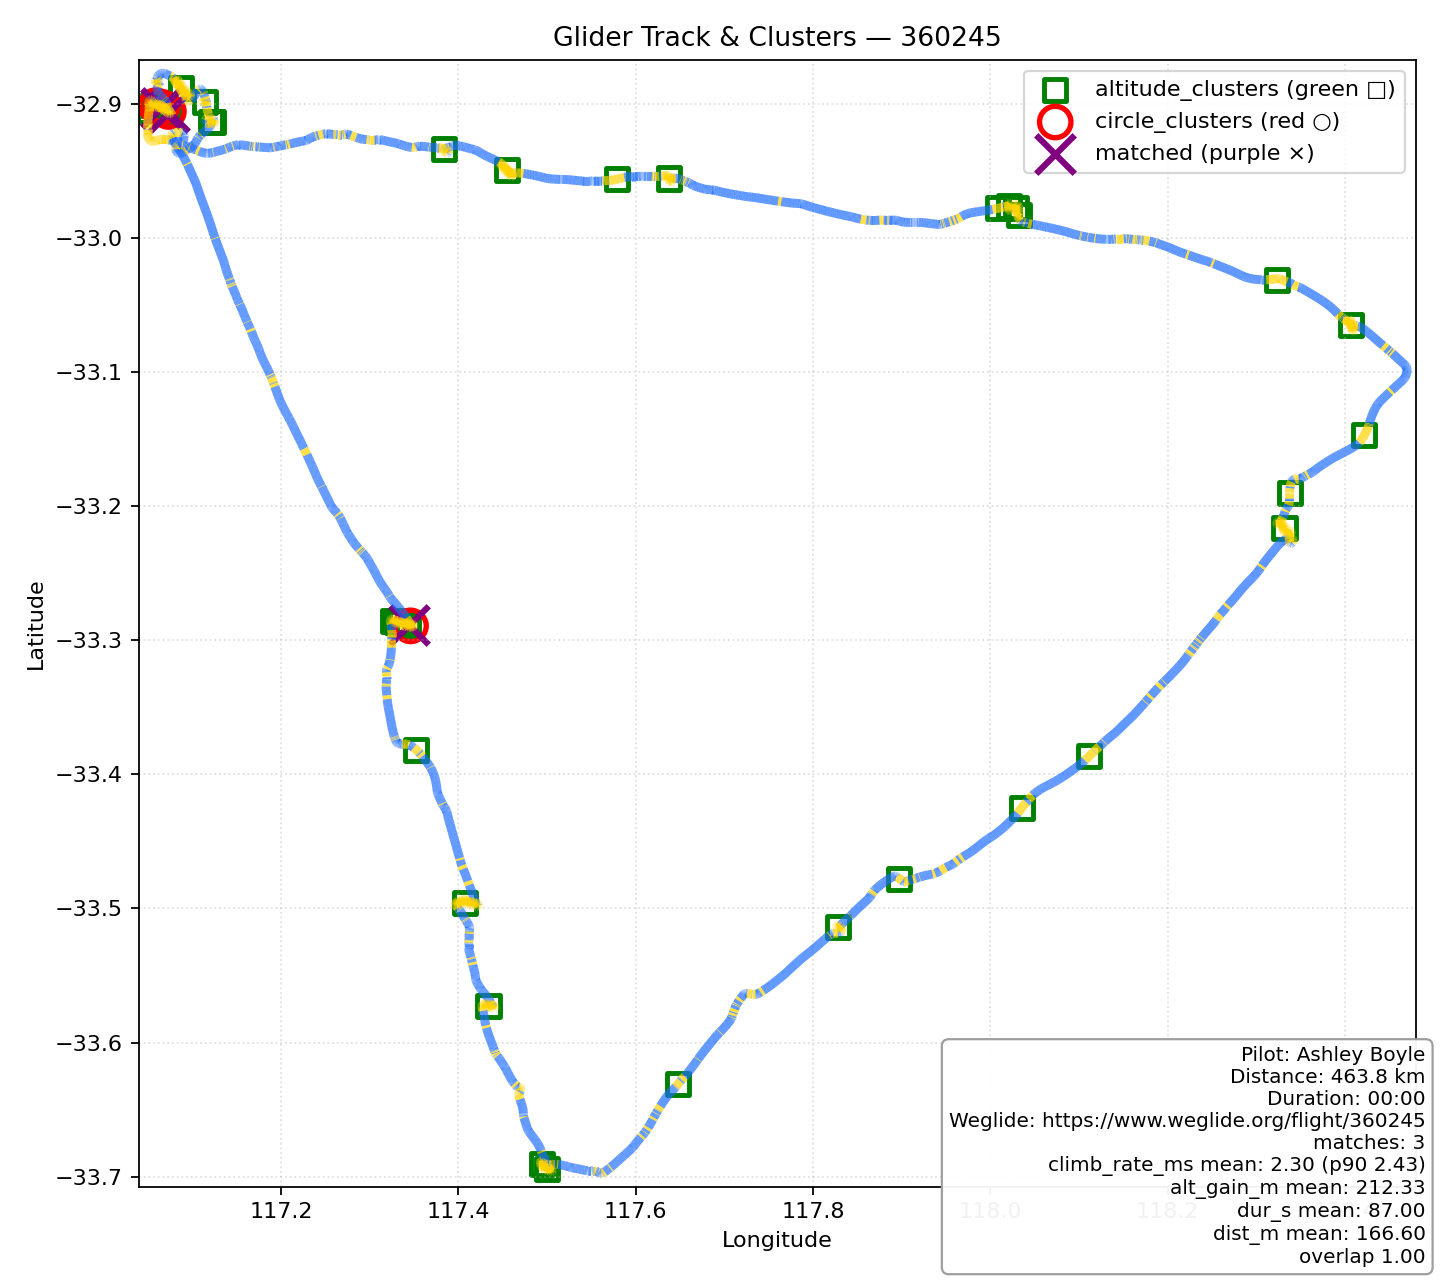 Glider Track & Clusters — 360245
altitude_clusters (green □)
circle_clusters (red ○)
matched (purple ×)
Latitude
−32.9
−33.0
−33.1
−33.2
−33.3
−33.4
−33.5
−33.6
−33.7
117.2 117.4 117.6 117.8 118.0 118.2
Longitude
Pilot: Ashley Boyle
Distance: 463.8 km
Duration: 00:00
Weglide: https://www.weglide.org/flight/360245
matches: 3
climb_rate_ms mean: 2.30 (p90 2.43)
alt_gain_m mean: 212.33
dur_s mean: 87.00
dist_m mean: 166.60
overlap 1.00